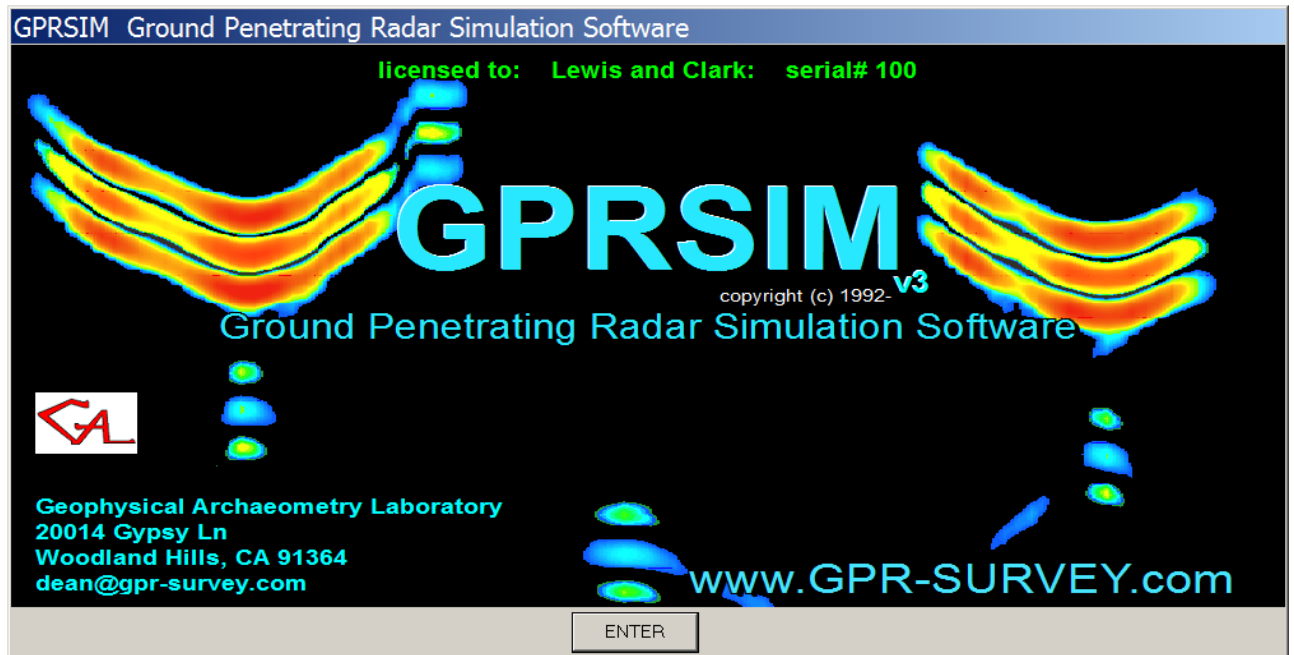 GPRSIM Ground Penetrating Radar Simulation Software
licensed to: Lewis and Clark: serial# 100
GPRSIM
v3
copyright (c) 1992-
Ground Penetrating Radar Simulation Software
GAL
Geophysical Archaeometry Laboratory
20014 Gypsy Ln
Woodland Hills, CA 91364
dean@gpr-survey.com
www.GPR-SURVEY.com
ENTER